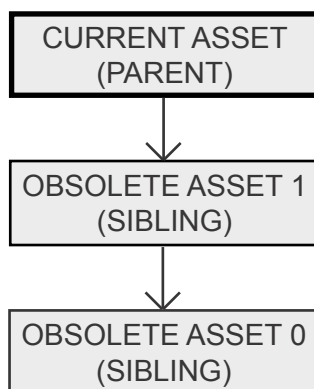 CURRENT ASSET
(PARENT)
OBSOLETE ASSET 1
(SIBLING)
OBSOLETE ASSET 0
(SIBLING)